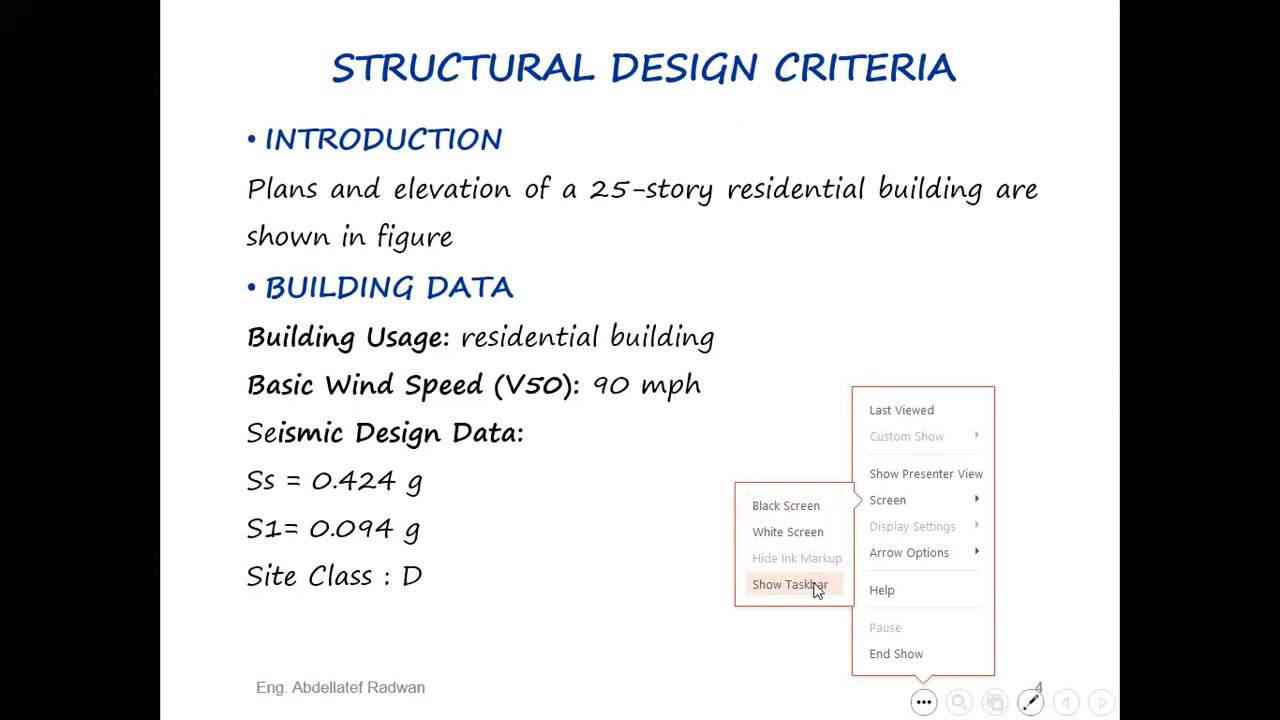 STRUCTURAL DESIGN CRITERIA
• INTRODUCTION
Plans and elevation of a 25-story residential building are
shown in figure
• BUILDING DATA
Building Usage: residential building
Basic Wind Speed (V50): 90 mph
Seismic Design Data:
Ss = 0.424 g
S1= 0.094 g
Site Class : D
Last Viewed
Custom Show
Show Presenter View
Screen
Display Settings
Arrow Options
Help
Pause
End Show
Black Screen
White Screen
Hide Ink Markup
Show Taskbar
Eng. Abdellatef Radwan
4